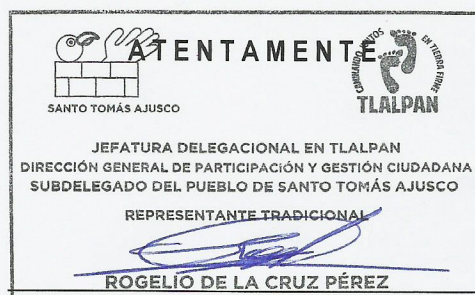 ATENTAMENTE
SANTO TOMÁS AJUSCO
CAMINANDO JUNTOS EN TIERRA FIRME
TLALPAN
JEFATURA DELEGACIONAL EN TLALPAN
DIRECCIÓN GENERAL DE PARTICIPACIÓN Y GESTIÓN CIUDADANA
SUBDELEGADO DEL PUEBLO DE SANTO TOMÁS AJUSCO
REPRESENTANTE TRADICIONAL
ROGELIO DE LA CRUZ PÉREZ